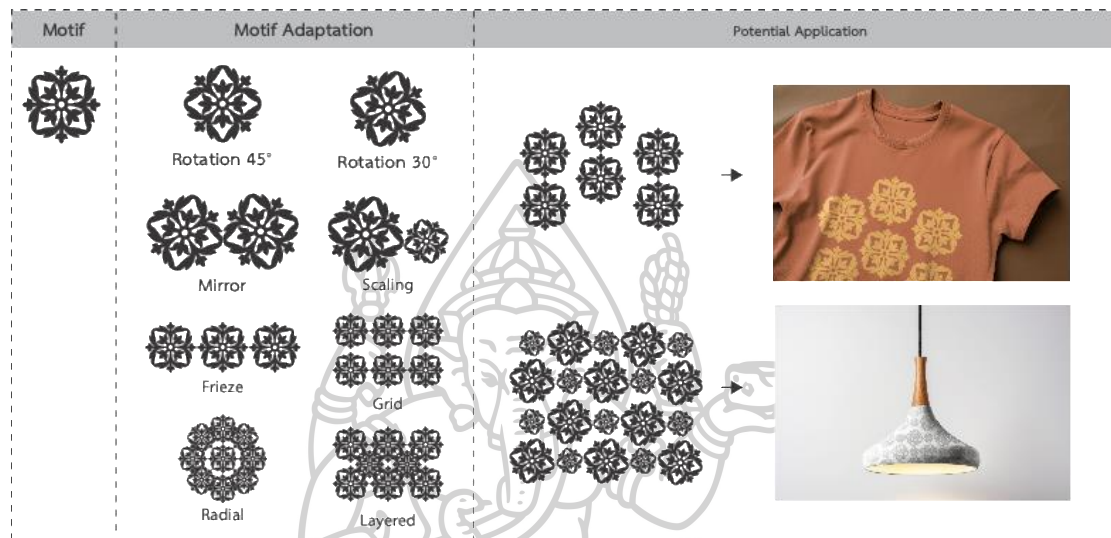 Motif
Motif Adaptation
Potential Application
Rotation 45°
Rotation 30°
Mirror
Scaling
Frieze
Grid
Radial
Layered